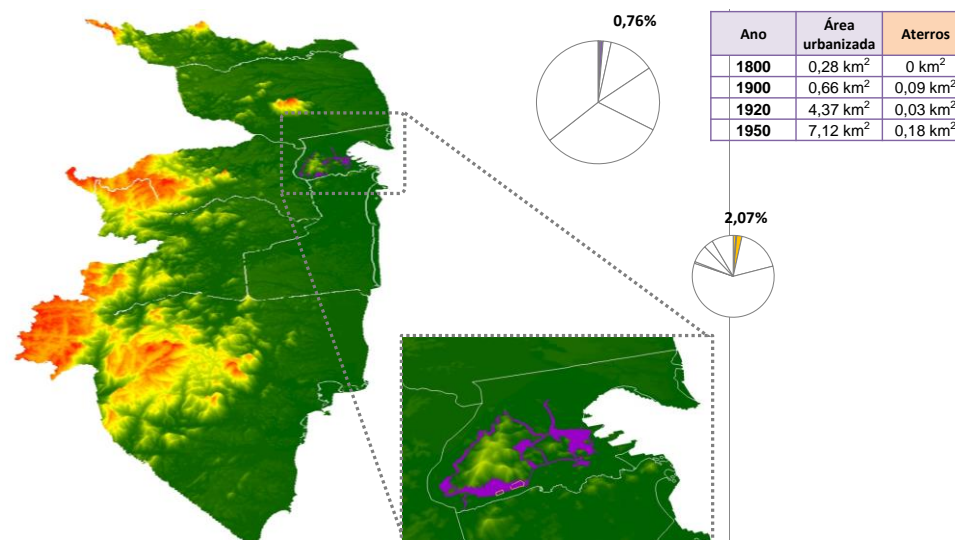 0,76%
Ano Área urbanizada Aterros
1800 0,28 km² 0 km²
1900 0,66 km² 0,09 km²
1920 4,37 km² 0,03 km²
1950 7,12 km² 0,18 km²
2,07%